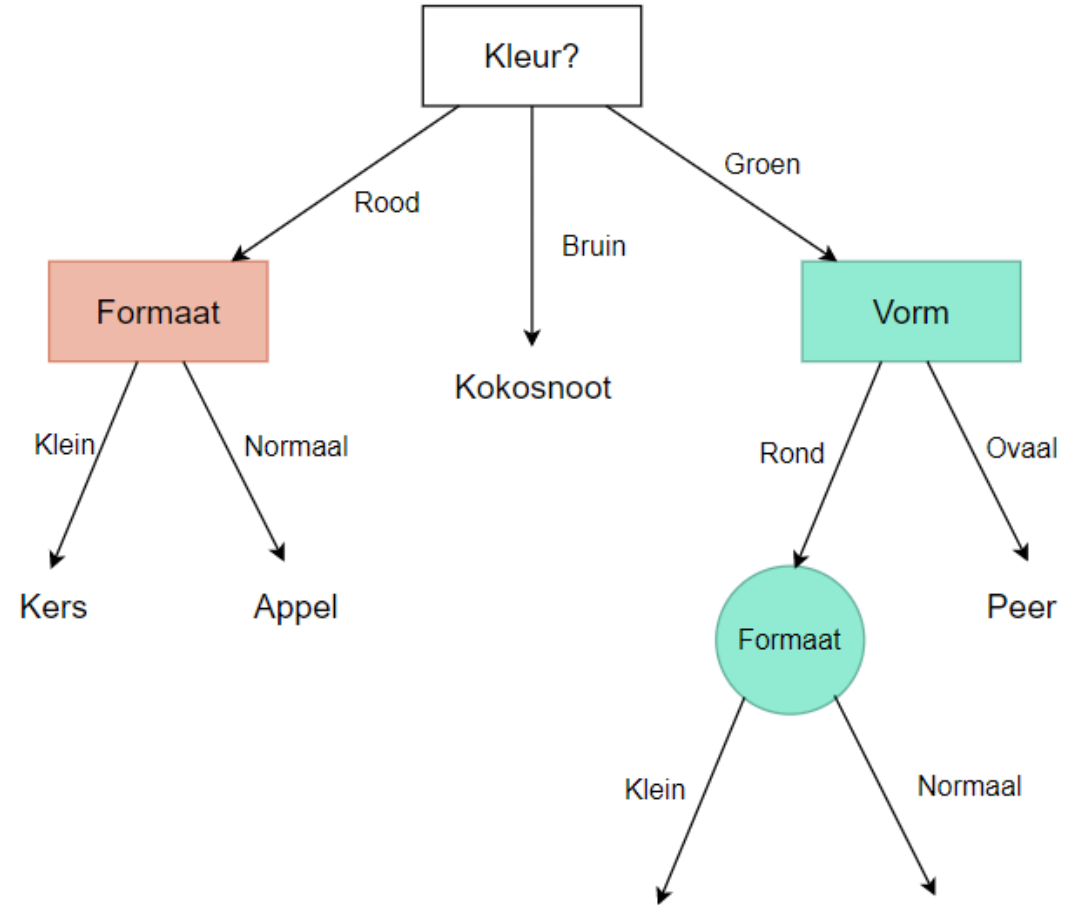 Kleur?
Groen
Rood
Bruin
Formaat
Vorm
Kokosnoot
Klein
Normaal
Rond
Ovaal
Kers
Appel
Peer
Formaat
Klein
Normaal